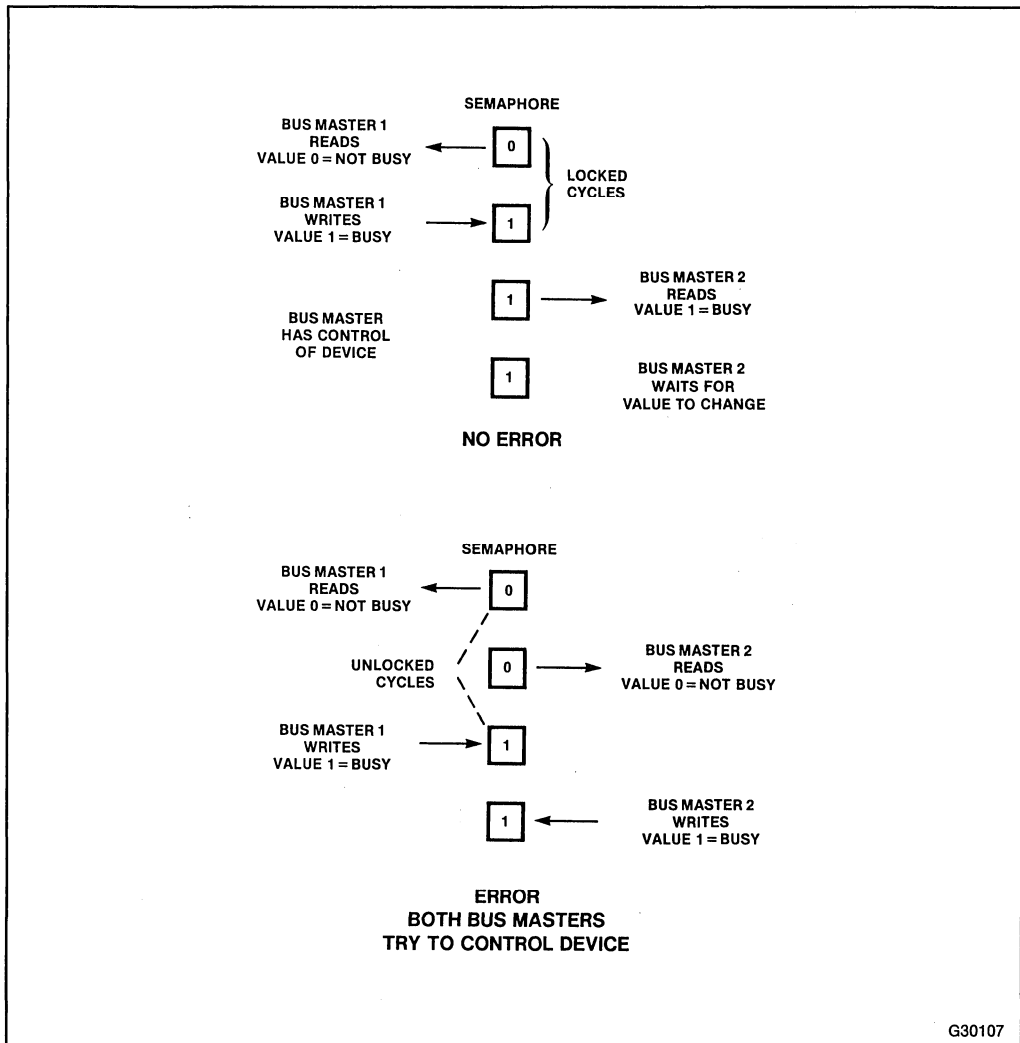 SEMAPHORE
BUS MASTER 1
READS
VALUE 0 = NOT BUSY
0
LOCKED
CYCLES
BUS MASTER 1
WRITES
VALUE 1 = BUSY
1
BUS MASTER 2
READS
VALUE 1 = BUSY
1
BUS MASTER
HAS CONTROL
OF DEVICE
1
BUS MASTER 2
WAITS FOR
VALUE TO CHANGE
NO ERROR
SEMAPHORE
BUS MASTER 1
READS
VALUE 0 = NOT BUSY
0
UNLOCKED
CYCLES
0
BUS MASTER 2
READS
VALUE 0 = NOT BUSY
BUS MASTER 1
WRITES
VALUE 1 = BUSY
1
1
BUS MASTER 2
WRITES
VALUE 1 = BUSY
ERROR
BOTH BUS MASTERS
TRY TO CONTROL DEVICE
G30107